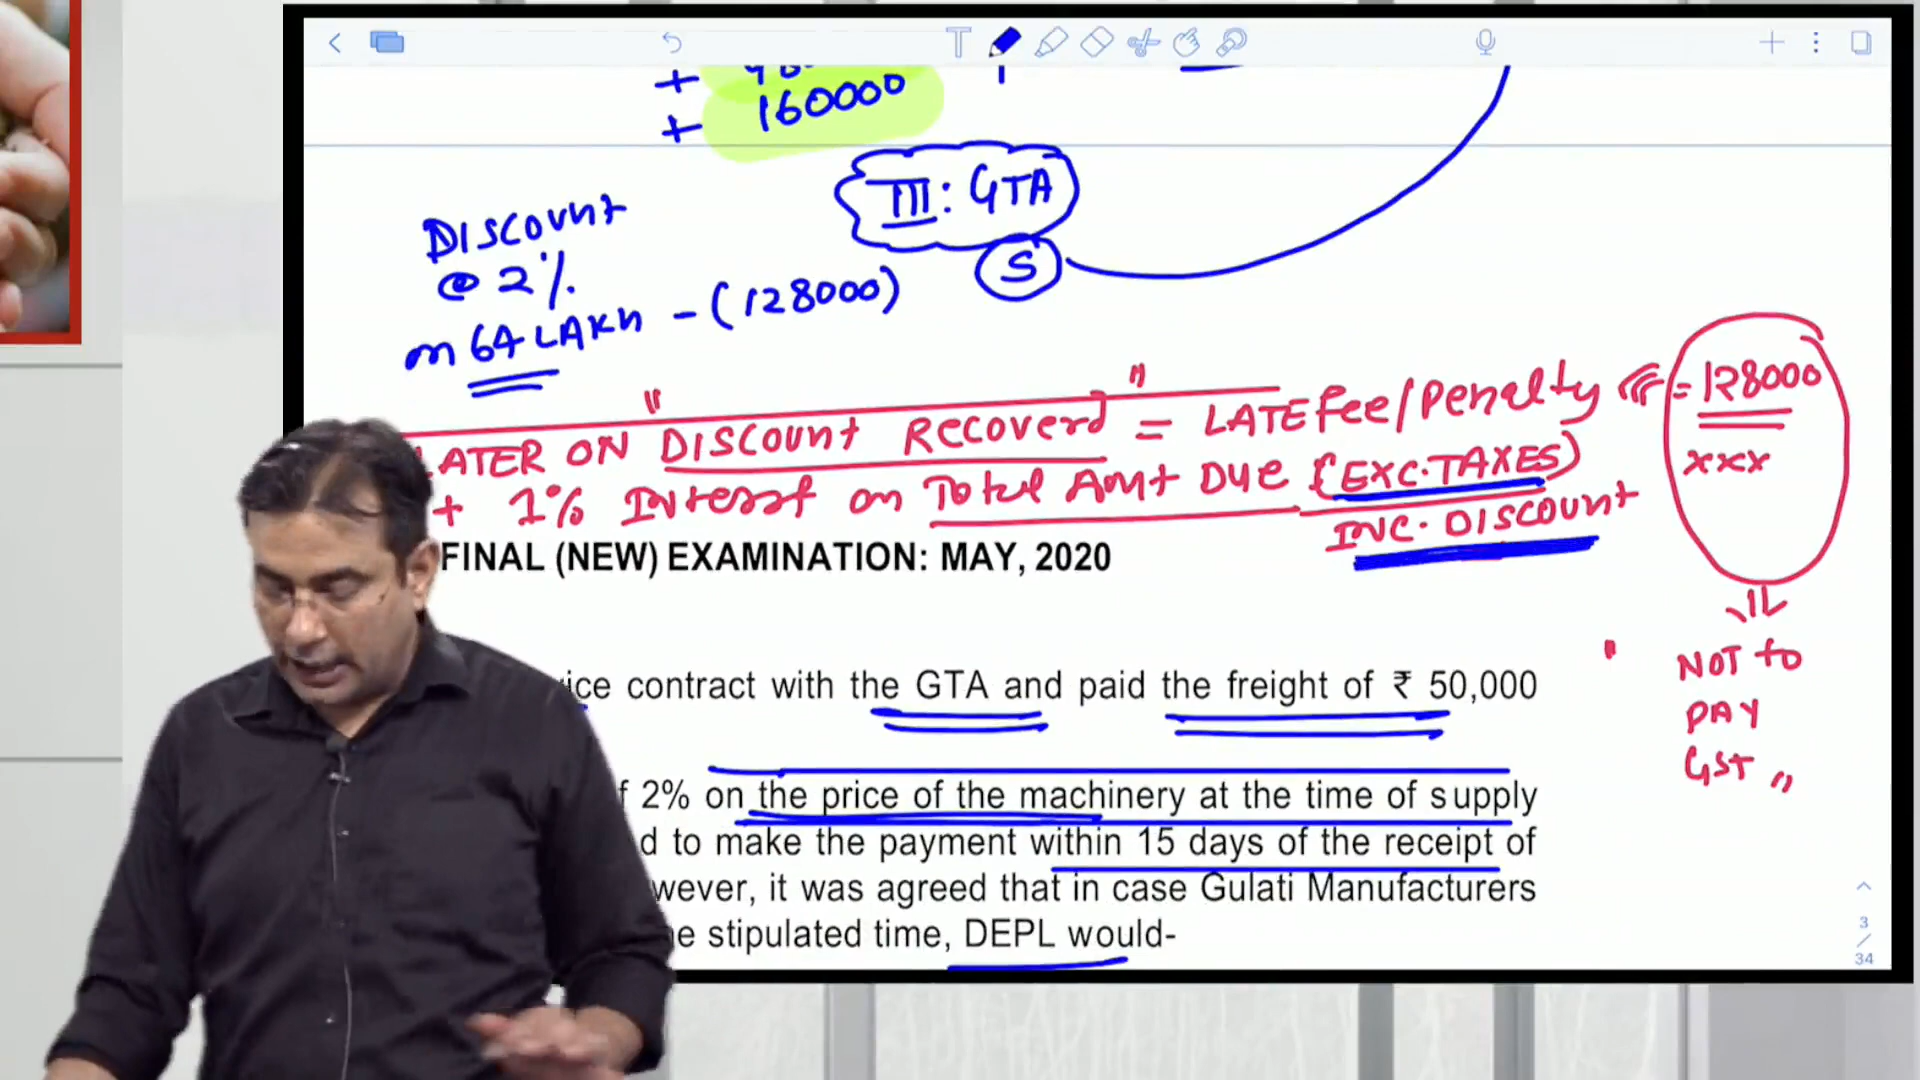 +
+ 160000
III: GTA
S
DISCOUNT
@ 2%
on 64 LAKH - (128000)
LATER ON "DISCOUNT RECOVERD" = LATE Fee/Penalty = 128000
+ 1% Interest on Total Amt Due (EXC. TAXES) xxx
INC. DISCOUNT
NOT to
PAY
GST "
FINAL (NEW) EXAMINATION: MAY, 2020
contract with the GTA and paid the freight of ₹ 50,000
2% on the price of the machinery at the time of supply
to make the payment within 15 days of the receipt of
it was agreed that in case Gulati Manufacturers
stipulated time, DEPL would-
3
/
34